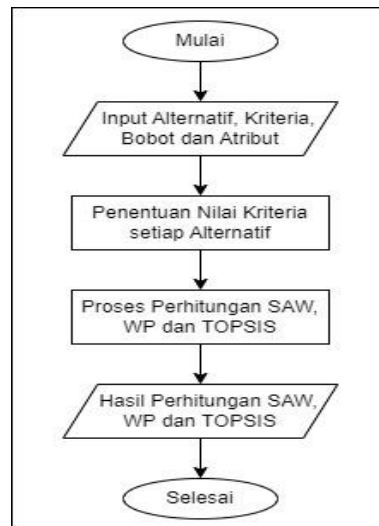 Mulai
Input Alternatif, Kriteria,
Bobot dan Atribut
Penentuan Nilai Kriteria
setiap Alternatif
Proses Perhitungan SAW,
WP dan TOPSIS
Hasil Perhitungan SAW,
WP dan TOPSIS
Selesai